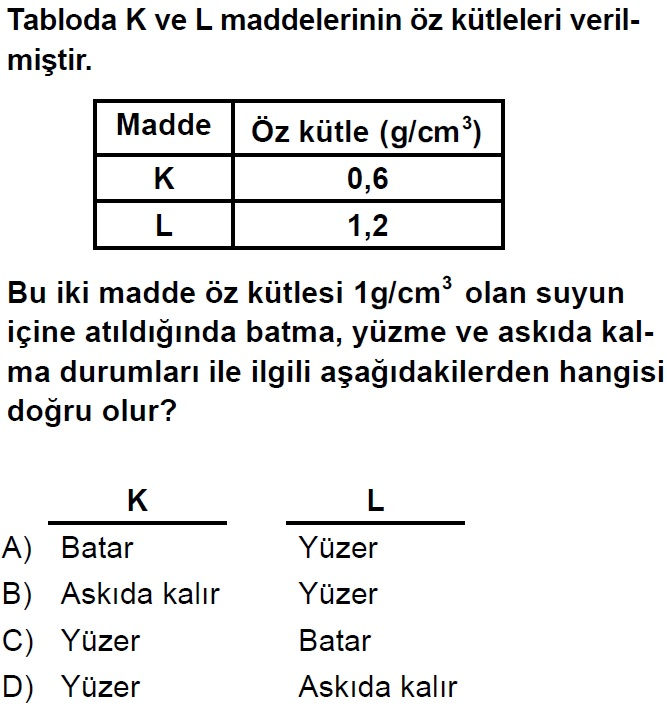 Tabloda K ve L maddelerinin öz kütleleri veril-
miştir.
Madde Öz kütle (g/cm³)
K 0,6
L 1,2
Bu iki madde öz kütlesi 1g/cm³ olan suyun
içine atıldığında batma, yüzme ve askıda kal-
ma durumları ile ilgili aşağıdakilerden hangisi
doğru olur?
K L
A) Batar Yüzer
B) Askıda kalır Yüzer
C) Yüzer Batar
D) Yüzer Askıda kalır